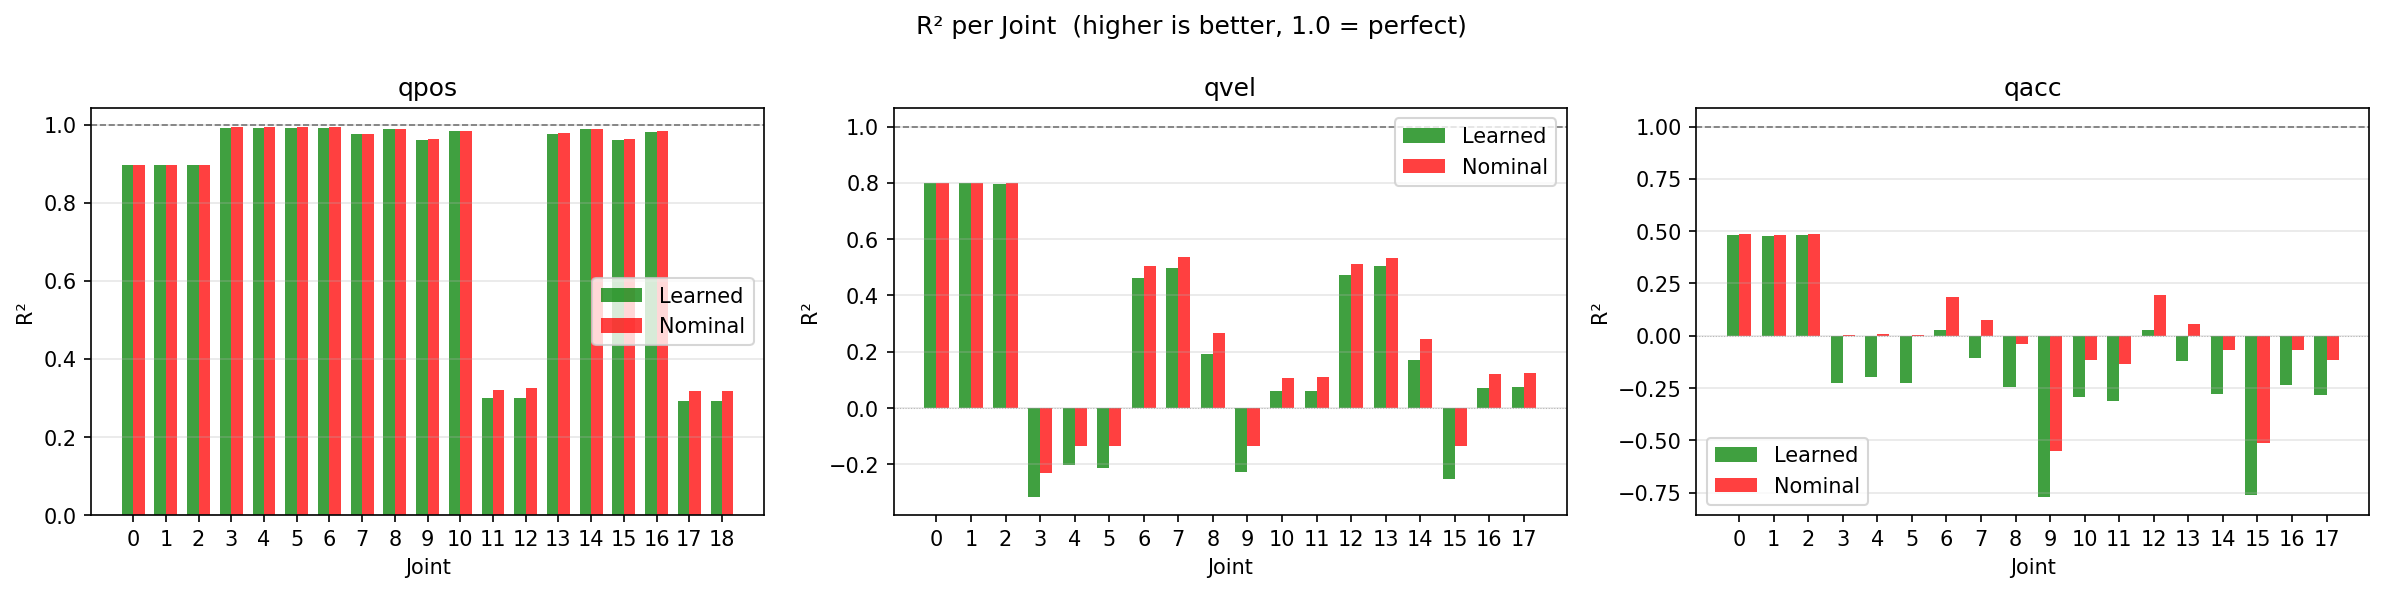 R² per Joint  (higher is better, 1.0 = perfect)
qpos
1.0
0.8
0.6
0.4
0.2
0.0
R²
Learned
Nominal
0 1 2 3 4 5 6 7 8 9 10 11 12 13 14 15 16 17 18
Joint
qvel
1.0
0.8
0.6
0.4
0.2
0.0
−0.2
R²
Learned
Nominal
0 1 2 3 4 5 6 7 8 9 10 11 12 13 14 15 16 17
Joint
qacc
1.00
0.75
0.50
0.25
0.00
−0.25
−0.50
−0.75
R²
Learned
Nominal
0 1 2 3 4 5 6 7 8 9 10 11 12 13 14 15 16 17
Joint